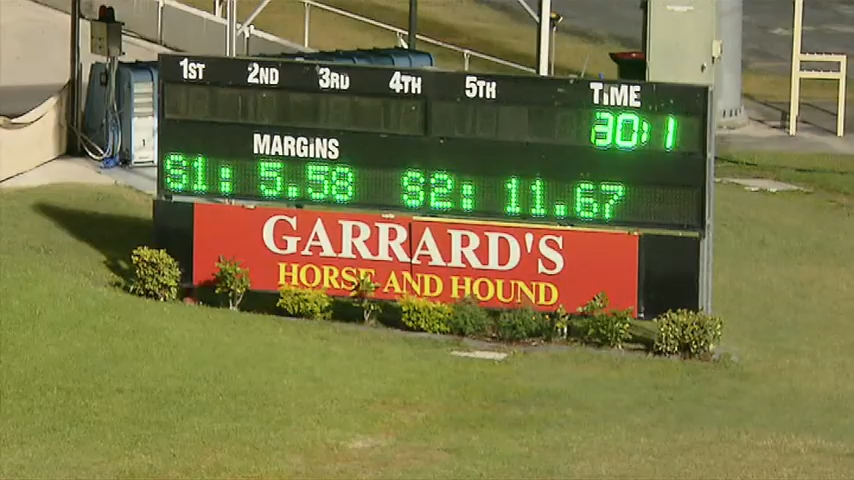 1ST 2ND 3RD 4TH 5TH TIME
30:1
MARGINS
S1: 5.58 S2: 11.67
GARRARD'S
HORSE AND HOUND